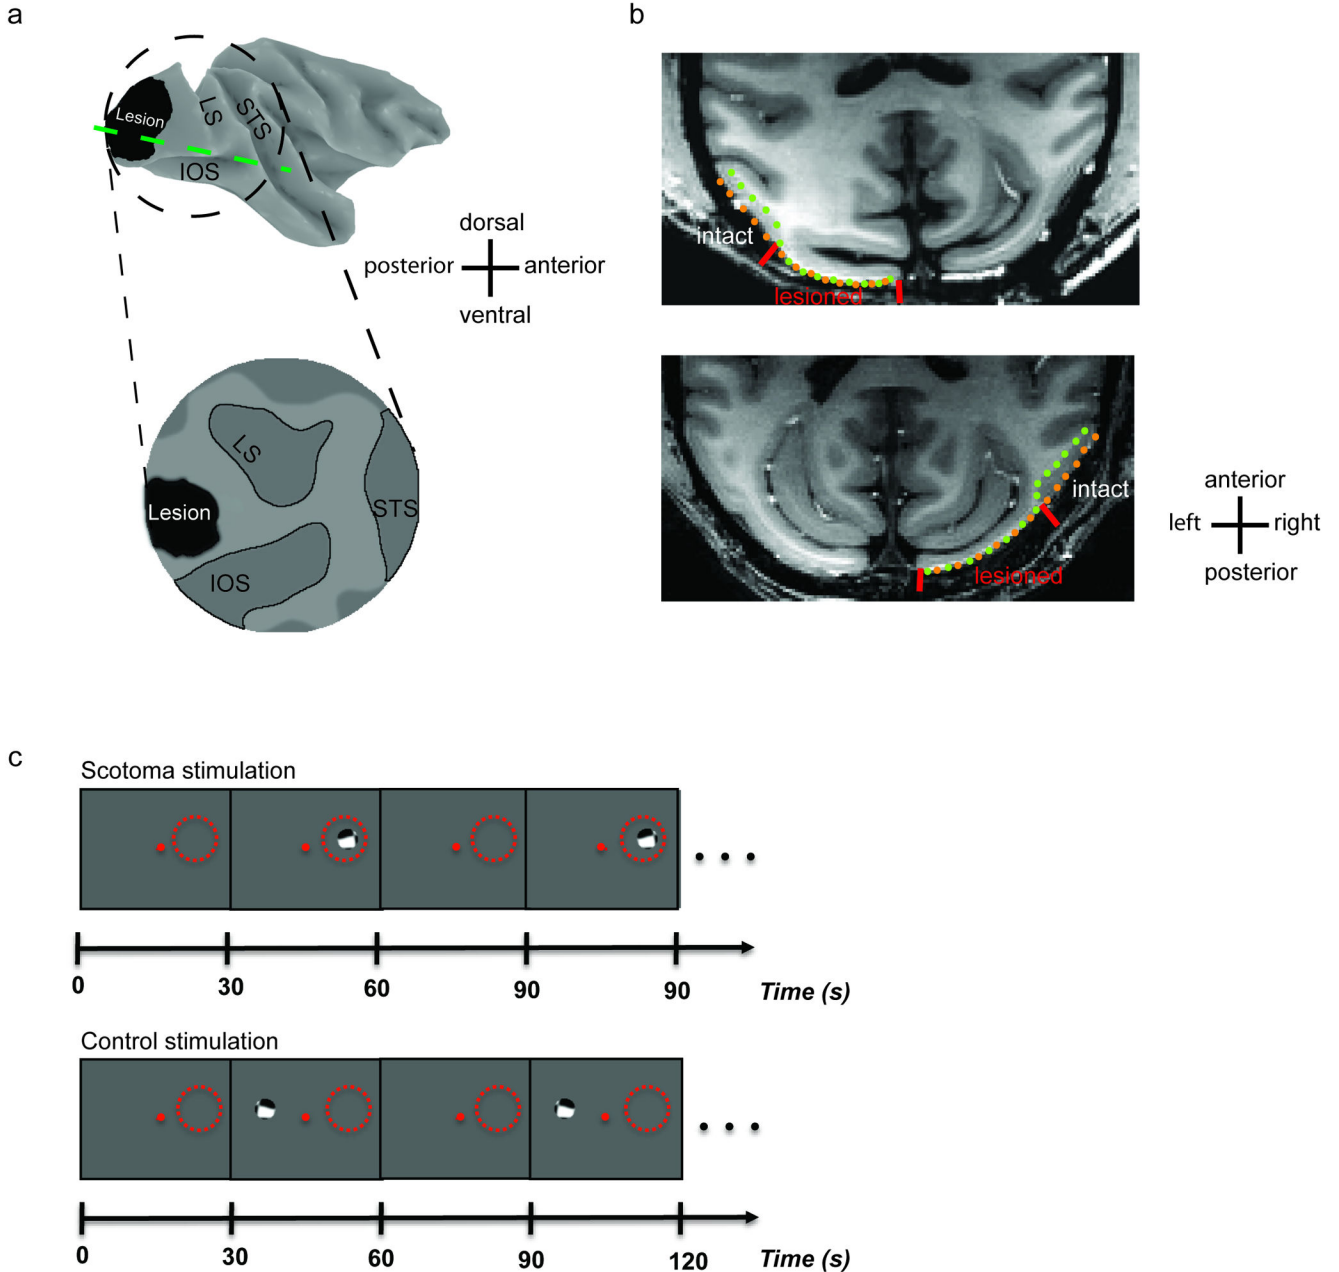 a
Lesion
LS
STS
IOS
dorsal
posterior
anterior
ventral
LS
Lesion
STS
IOS
b
intact
lesioned
intact
lesioned
anterior
left
right
posterior
c
Scotoma stimulation
0 30 60 90 90 Time (s)
Control stimulation
0 30 60 90 120 Time (s)